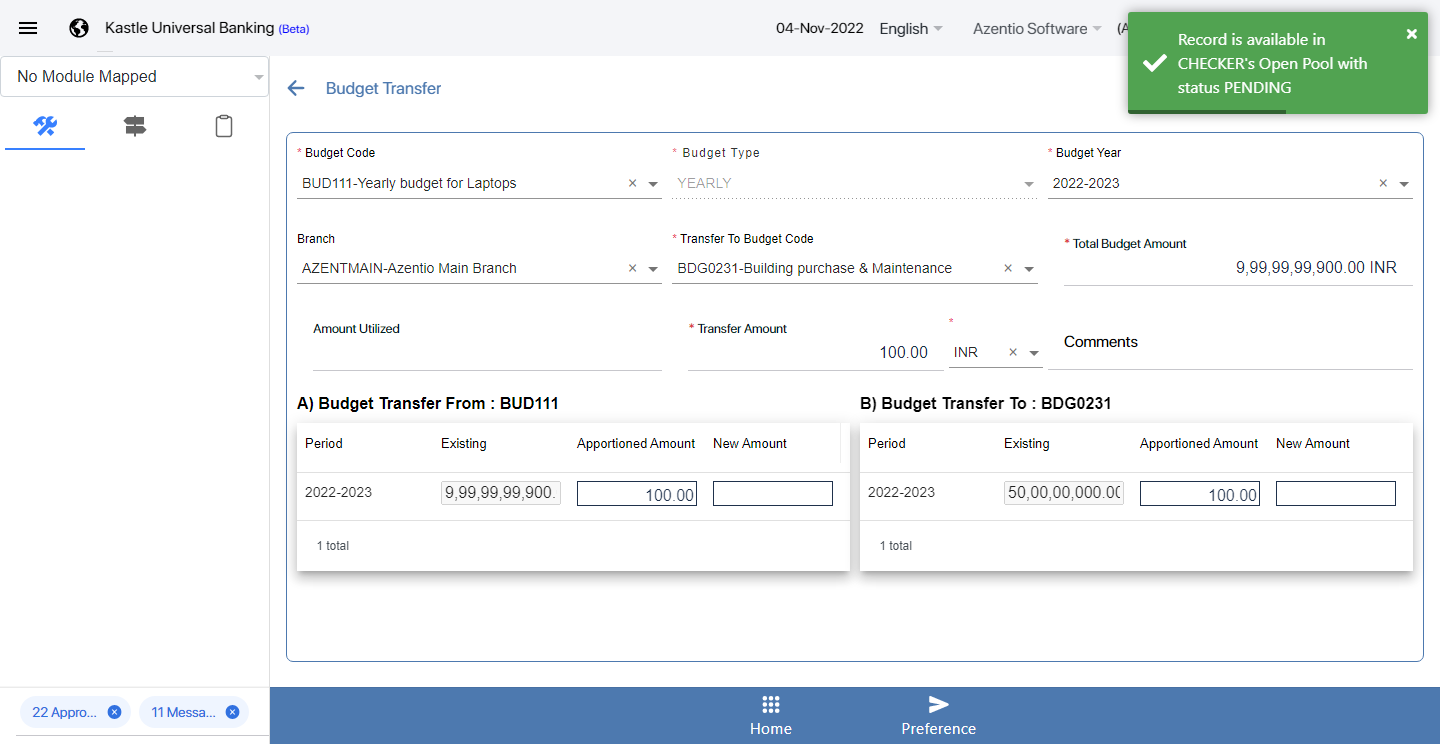 Kastle Universal Banking (Beta)
04-Nov-2022
English
Azentio Software
(A
Record is available in
CHECKER's Open Pool with
status PENDING
No Module Mapped
Budget Transfer
* Budget Code
* Budget Type
* Budget Year
BUD111-Yearly budget for Laptops
YEARLY
2022-2023
Branch
* Transfer To Budget Code
* Total Budget Amount
AZENTMAIN-Azentio Main Branch
BDG0231-Building purchase & Maintenance
9,99,99,99,900.00 INR
Amount Utilized
* Transfer Amount
*
100.00
INR
Comments
A) Budget Transfer From : BUD111
B) Budget Transfer To : BDG0231
Period Existing Apportioned Amount New Amount
Period Existing Apportioned Amount New Amount
2022-2023 9,99,99,99,900. 100.00
2022-2023 50,00,00,000.00 100.00
1 total
1 total
22 Appro...
11 Messa...
Home
Preference